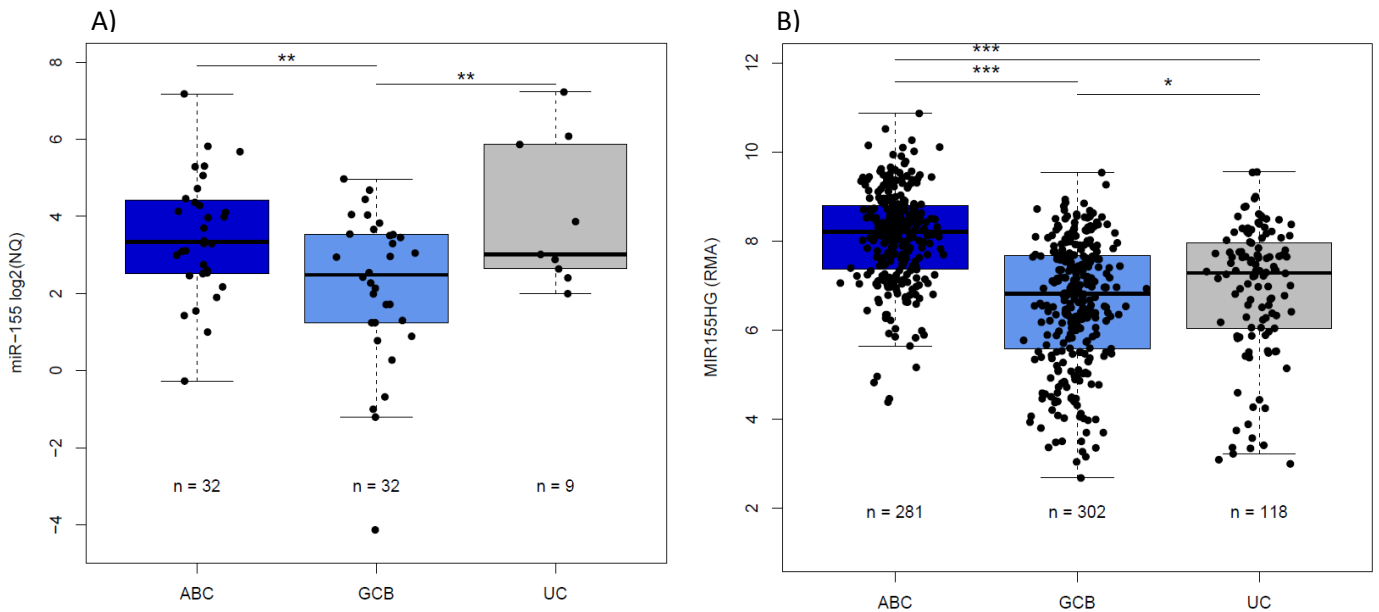 A)
miR−155 log2(NQ)
8
6
4
2
0
−2
−4
**
**
n = 32
n = 32
n = 9
ABC
GCB
UC
B)
MIR155HG (RMA)
12
10
8
6
4
2
***
***
*
n = 281
n = 302
n = 118
ABC
GCB
UC